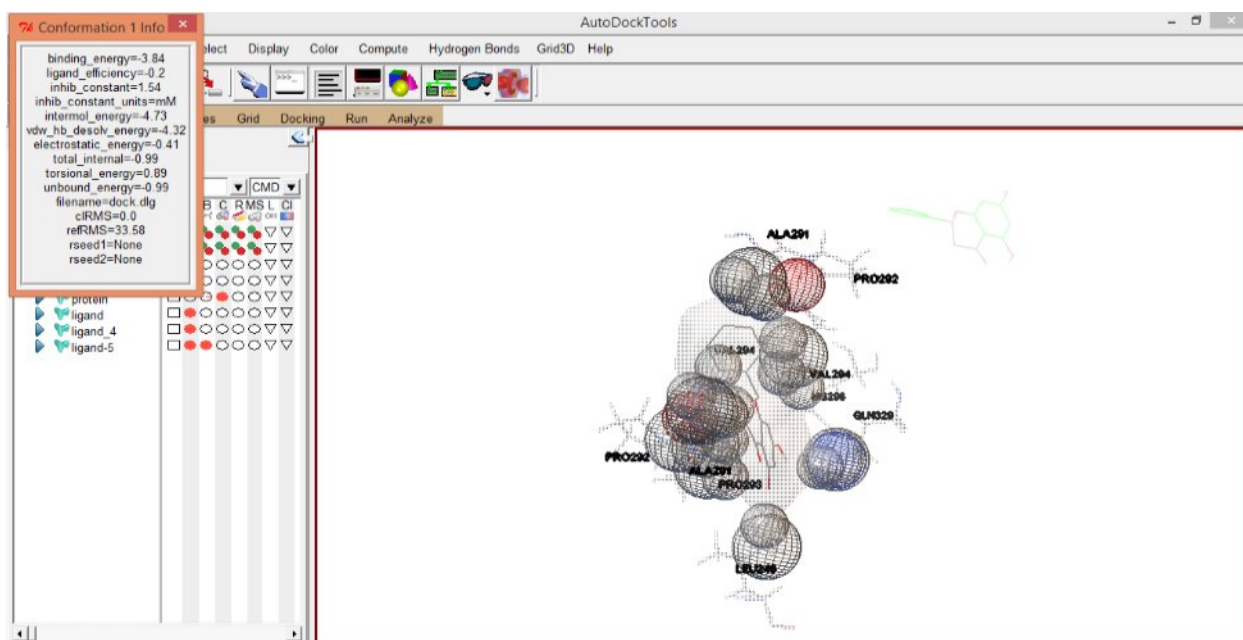 AutoDockTools
Conformation 1 Info
binding_energy=-3.84
ligand_efficiency=-0.2
inhib_constant=1.54
inhib_constant_units=mM
intermol_energy=-4.73
vdw_hb_desolv_energy=-4.32
electrostatic_energy=-0.41
total_internal=-0.99
torsional_energy=0.89
unbound_energy=-0.99
filename=dock.dlg
clRMS=0.0
refRMS=33.58
rseed1=None
rseed2=None
elect Display Color Compute Hydrogen Bonds Grid3D Help
es Grid Docking Run Analyze
CMD
B C R MS L Cl
protein
ligand
ligand_4
ligand-5
ALA291
PRO292
VAL294
GLN329
PRO292
ALA291
PRO293